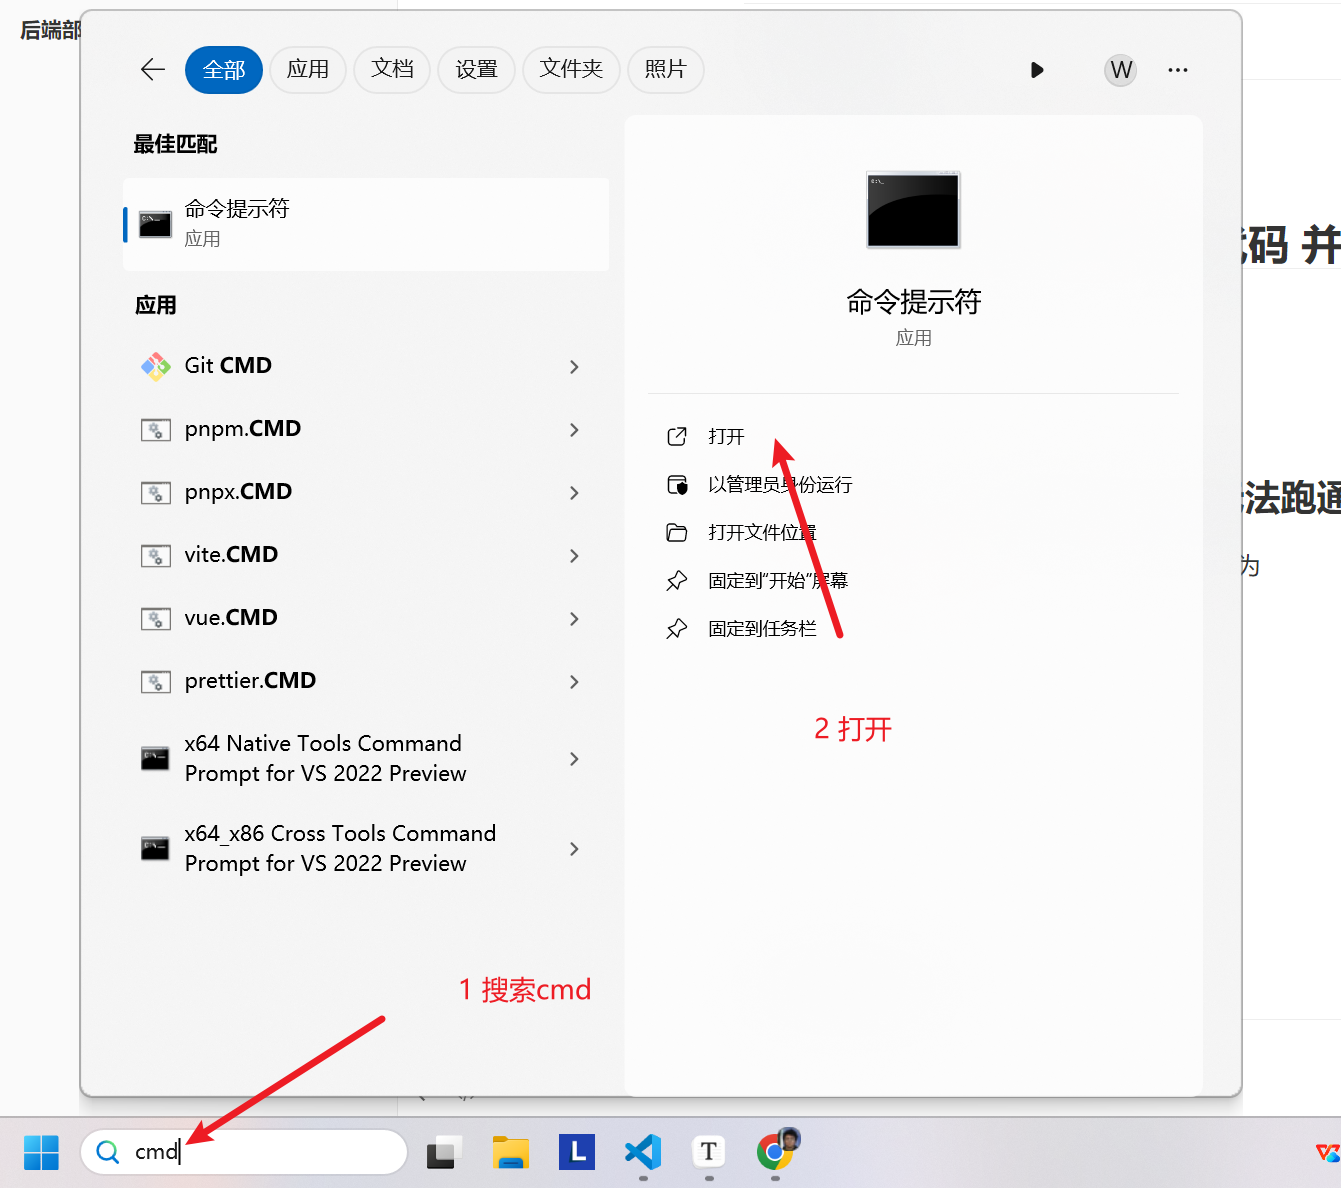 后端部
全部
应用
文档
设置
文件夹
照片
W
最佳匹配
命令提示符
应用
应用
Git CMD
pnpm.CMD
pnpx.CMD
vite.CMD
vue.CMD
prettier.CMD
x64 Native Tools Command
Prompt for VS 2022 Preview
x64_x86 Cross Tools Command
Prompt for VS 2022 Preview
命令提示符
应用
打开
以管理员身份运行
打开文件位置
固定到“开始”屏幕
固定到任务栏
2 打开
1 搜索cmd
码 并
法跑通
为
cmd
L
T